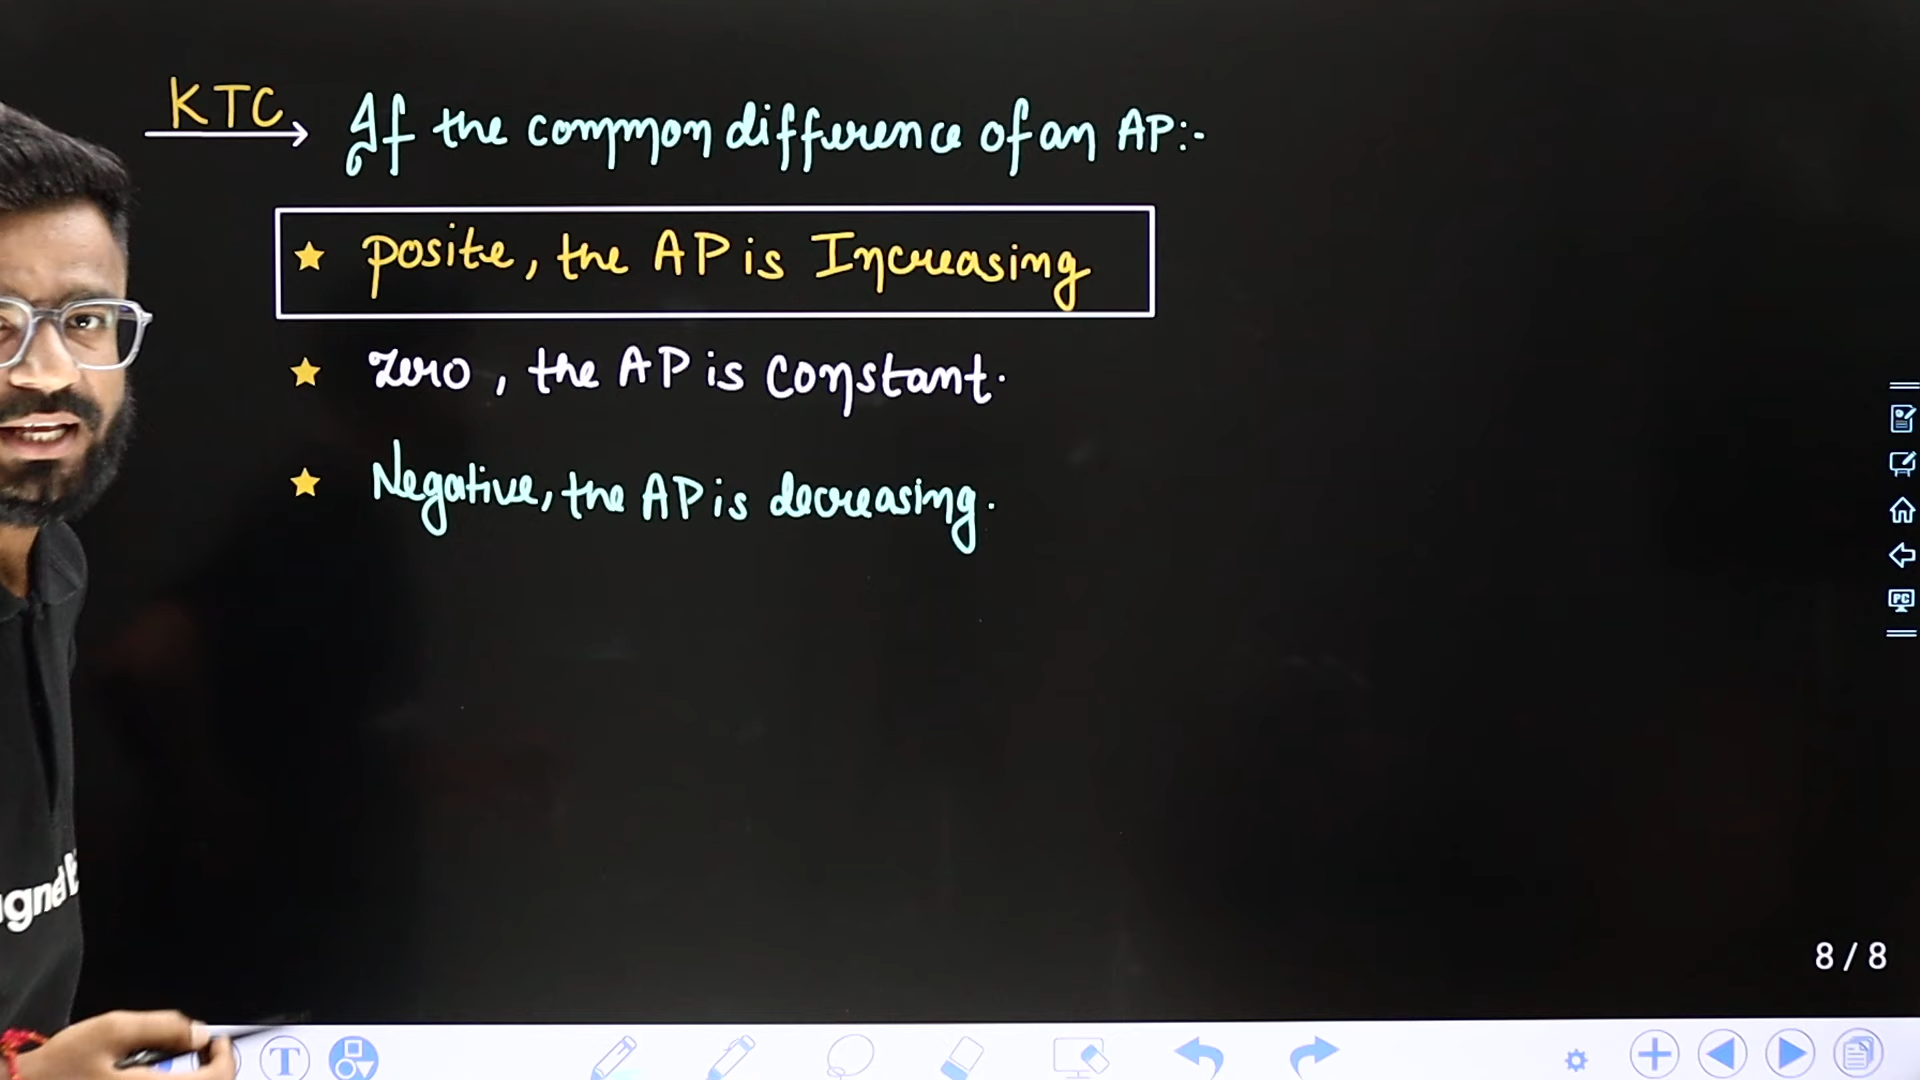 KTC
If the common difference of an AP:-
★ posite, the AP is Increasing
★ zero, the AP is constant.
★ Negative, the AP is decreasing.
PC
8 / 8
T